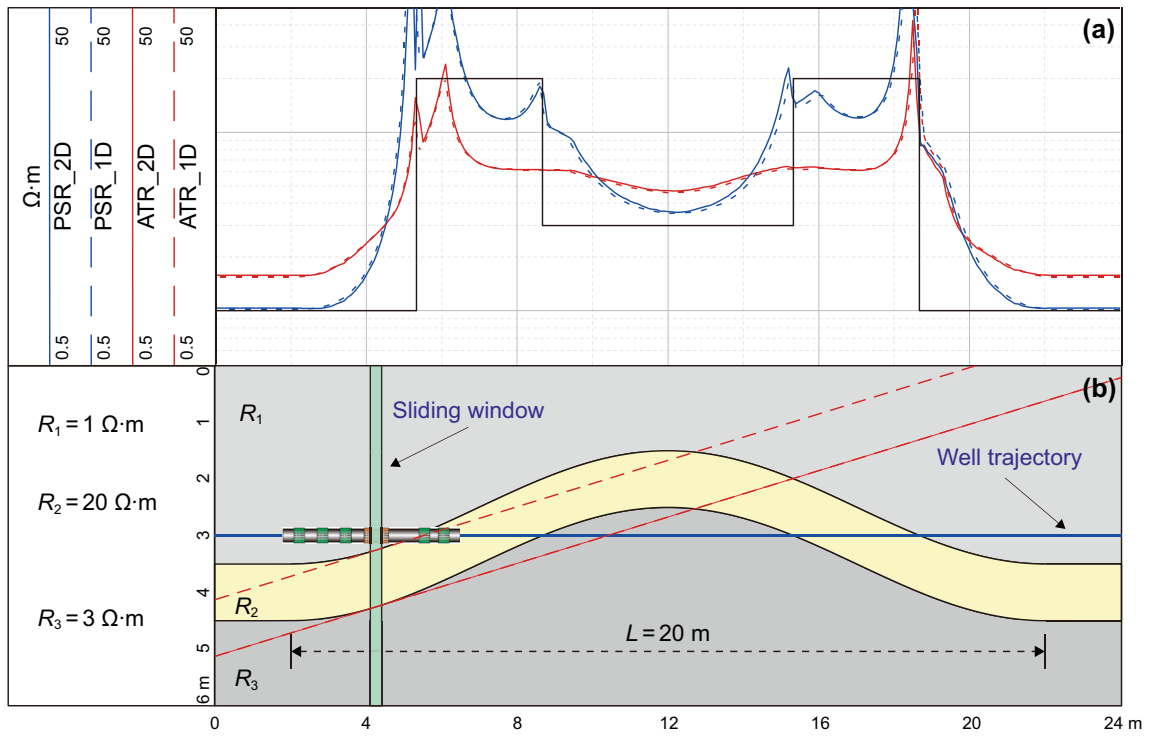 (a)
Ω·m
PSR_2D
PSR_1D
ATR_2D
ATR_1D
50
50
50
50
0.5
0.5
0.5
0.5
(b)
R₁ = 1 Ω·m
R₂ = 20 Ω·m
R₃ = 3 Ω·m
0
1
2
3
4
5
6 m
R₁
Sliding window
Well trajectory
R₂
L = 20 m
R₃
0
4
8
12
16
20
24 m